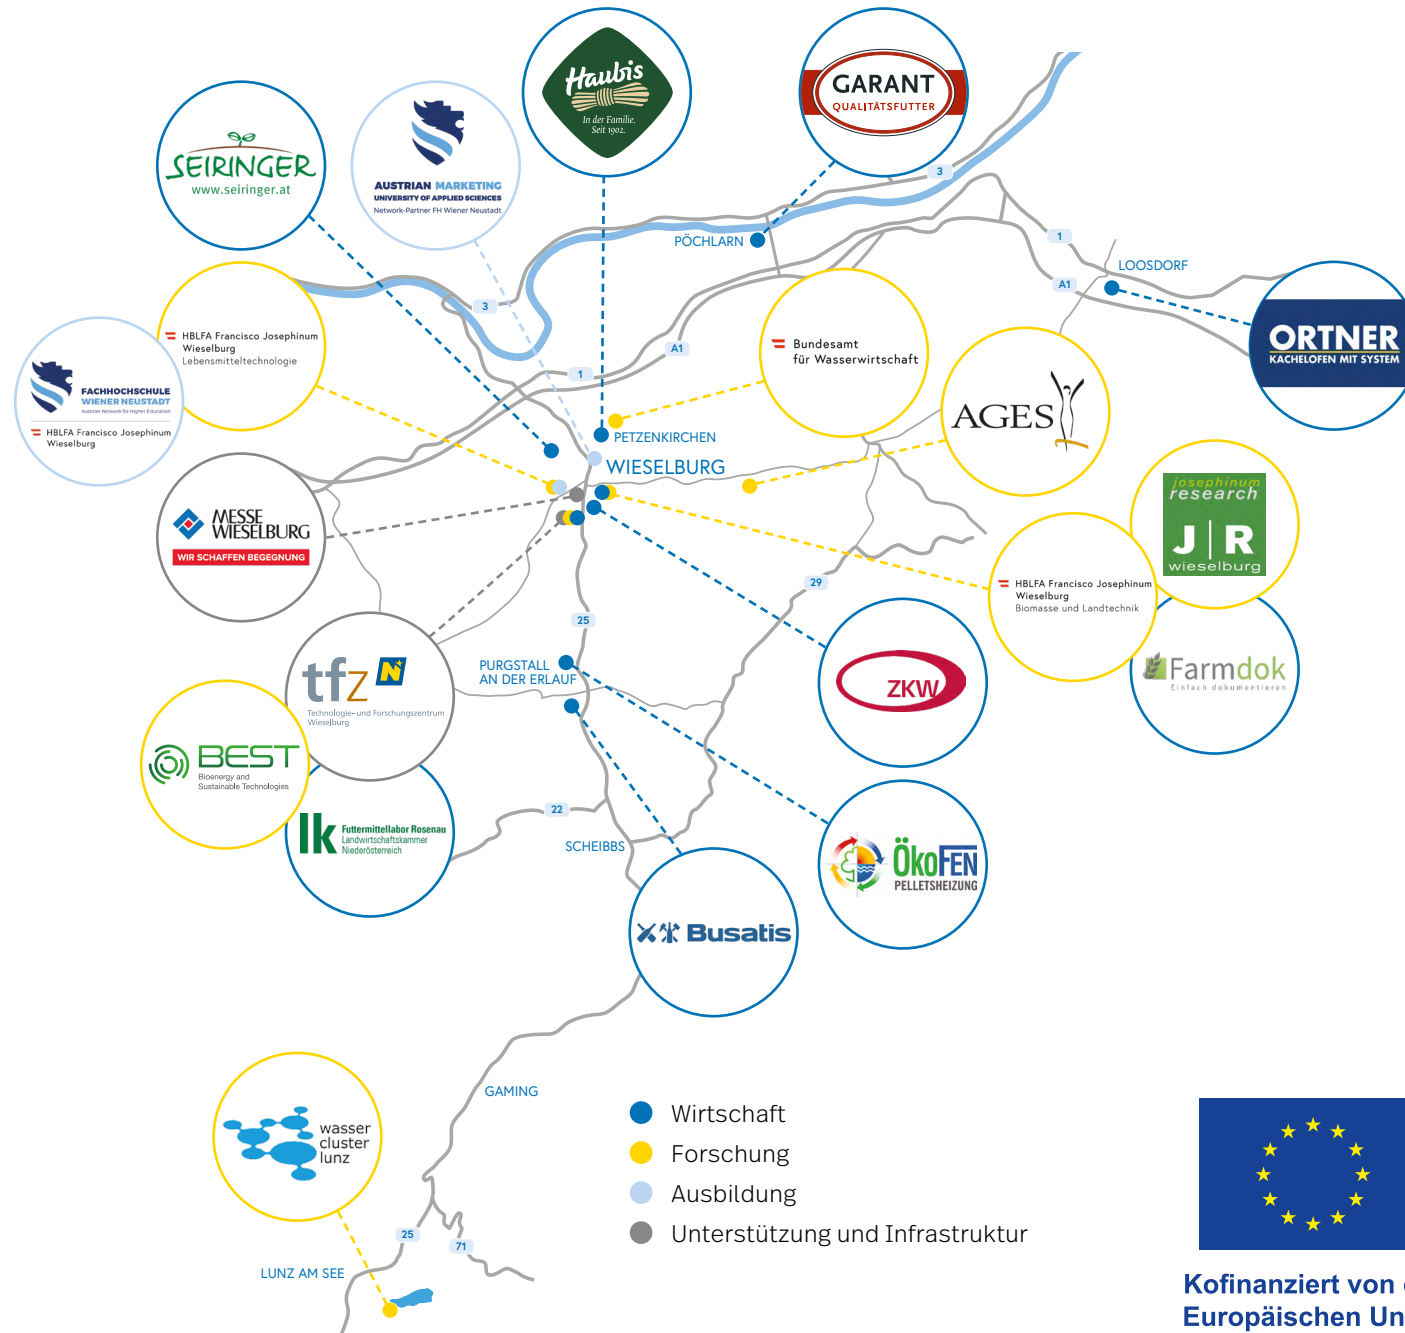 Haubis
In der Familie.
Seit 1902.
GARANT
QUALITÄTSFUTTER
SEIRINGER
www.seiringer.at
AUSTRIAN MARKETING
UNIVERSITY OF APPLIED SCIENCES
Network-Partner FH Wiener Neustadt
3
PÖCHLARN
1
LOOSDORF
A1
3
HBLFA Francisco Josephinum
Wieselburg
Lebensmitteltechnologie
Bundesamt
für Wasserwirtschaft
ORTNER
KACHELOFEN MIT SYSTEM
A1
1
FACHHOCHSCHULE
WIENER NEUSTADT
Austrian Network for Higher Education
HBLFA Francisco Josephinum
Wieselburg
AGES
PETZENKIRCHEN
WIESELBURG
MESSE
WIESELBURG
WIR SCHAFFEN BEGEGNUNG
josephinum
research
J|R
wieselburg
HBLFA Francisco Josephinum
Wieselburg
Biomasse und Landtechnik
29
25
Farmdok
Einfach dokumentieren
PURGSTALL
AN DER ERLAUF
ZKW
tfz N
Technologie- und Forschungszentrum
Wieselburg
BEST
Bioenergy and
Sustainable Technologies
22
lk
Futtermittellabor Rosenau
Landwirtschaftskammer
Niederösterreich
SCHEIBBS
ÖkoFEN
PELLETSHEIZUNG
Busatis
GAMING
wasser
cluster
lunz
Wirtschaft
Forschung
Ausbildung
Unterstützung und Infrastruktur
25
71
LUNZ AM SEE
Kofinanziert von
Europäischen Un